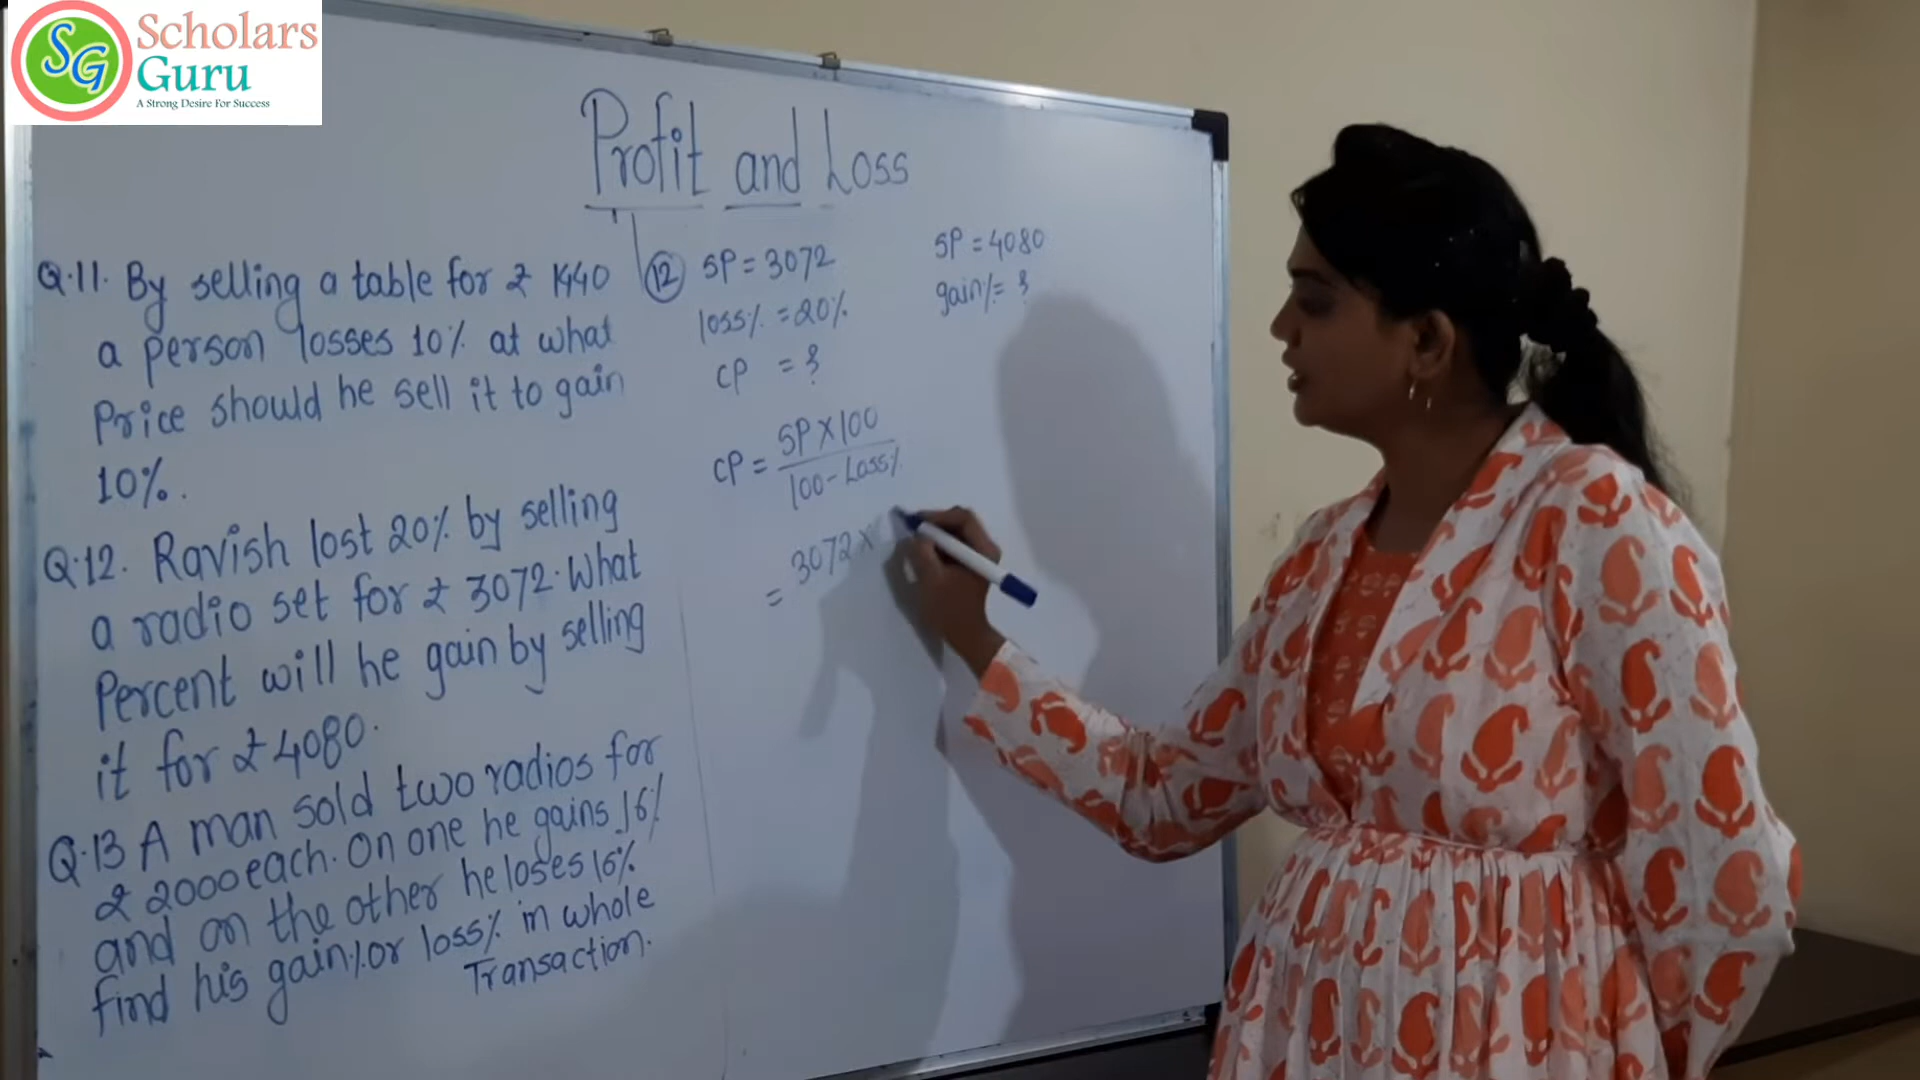 Scholars
Guru
A Strong Desire For Success
SG
Profit and Loss
Q.11. By selling a table for ₹ 1440
a person losses 10% at what
Price should he sell it to gain
10%.
Q.12. Ravish lost 20% by selling
a radio set for ₹ 3072. What
Percent will he gain by selling
it for ₹ 4080.
Q.13 A man sold two radios for
₹ 2000 each. On one he gains 16%
and on the other he loses 16%
find his gain% or loss% in whole
Transaction.
12 SP = 3072
loss% = 20%
CP = ?
CP = SP X 100
100 - Loss%
= 3072 X
SP = 4080
gain% = ?